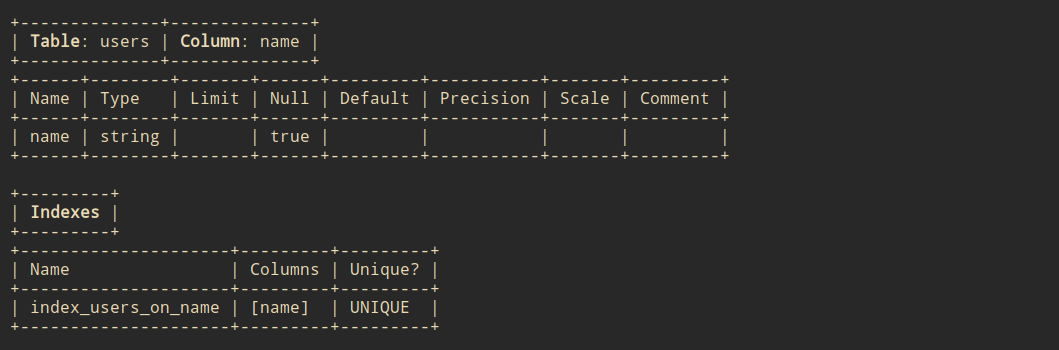 +--------------+--------------+
| Table: users | Column: name |
+--------------+--------------+
+------+--------+-------+------+---------+-----------+-------+---------+
| Name | Type   | Limit | Null | Default | Precision | Scale | Comment |
+------+--------+-------+------+---------+-----------+-------+---------+
| name | string |       | true |         |           |       |         |
+------+--------+-------+------+---------+-----------+-------+---------+

+---------+
| Indexes |
+---------+
+---------------------+---------+---------+
| Name                | Columns | Unique? |
+---------------------+---------+---------+
| index_users_on_name | [name]  | UNIQUE  |
+---------------------+---------+---------+